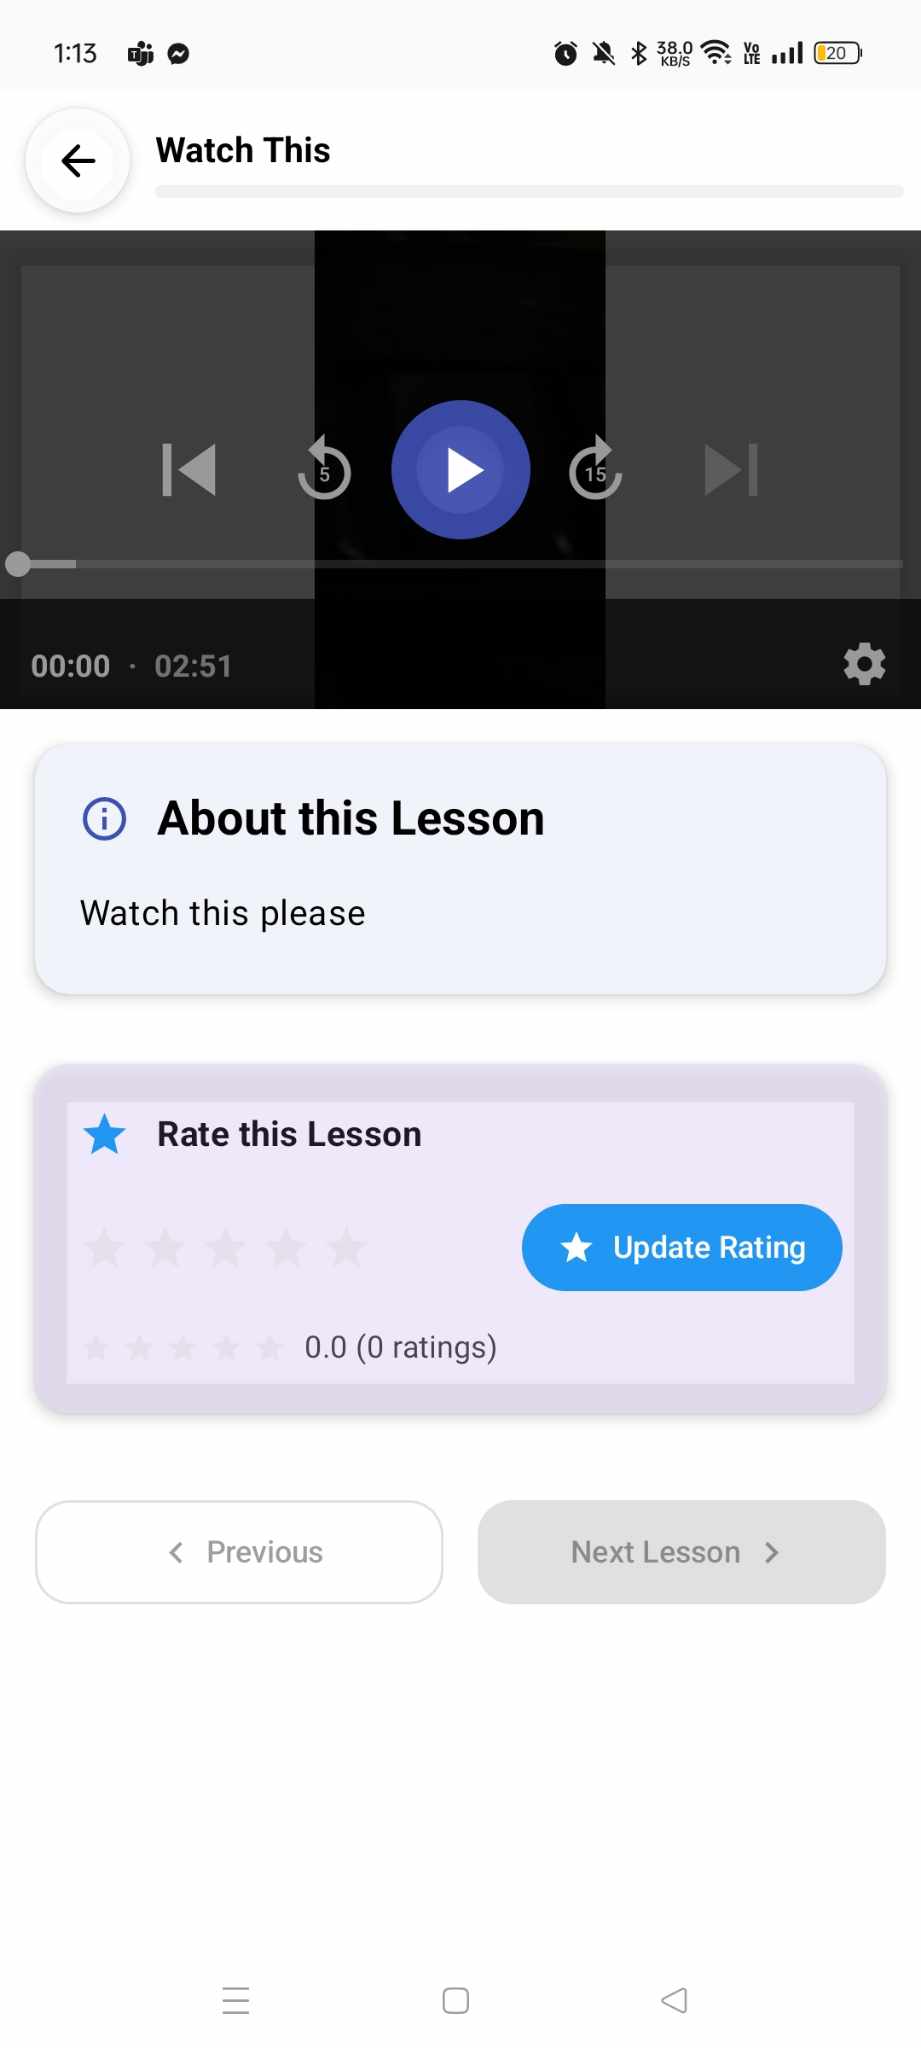 1:13
38.0
KB/S
Vo
LTE
20
Watch This
5
15
00:00 · 02:51
About this Lesson
Watch this please
Rate this Lesson
Update Rating
0.0 (0 ratings)
Previous
Next Lesson